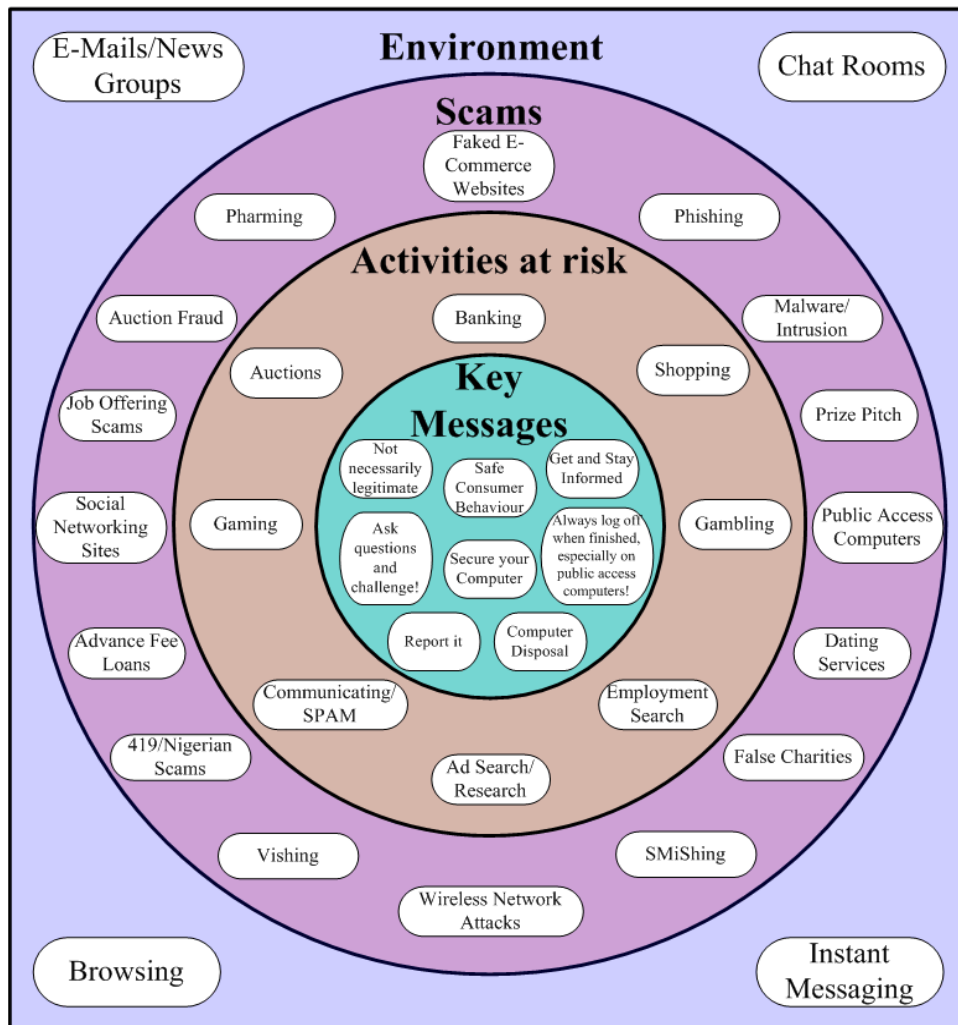 Environment
E-Mails/News
Groups
Chat Rooms
Scams
Faked E-
Commerce
Websites
Pharming
Phishing
Auction Fraud
Malware/
Intrusion
Job Offering
Scams
Prize Pitch
Social
Networking
Sites
Public Access
Computers
Advance Fee
Loans
Dating
Services
419/Nigerian
Scams
False Charities
Vishing
SMiShing
Wireless Network
Attacks
Activities at risk
Banking
Auctions
Shopping
Gaming
Gambling
Communicating/
SPAM
Employment
Search
Ad Search/
Research
Key
Messages
Not
necessarily
legitimate
Safe
Consumer
Behaviour
Get and Stay
Informed
Ask
questions
and
challenge!
Secure your
Computer
Always log off
when finished,
especially on
public access
computers!
Report it
Computer
Disposal
Browsing
Instant
Messaging